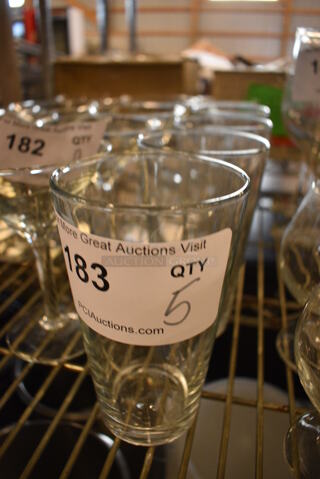 182
QTY
More Great Auctions Visit
183
QTY
5
PCIAuctions.com